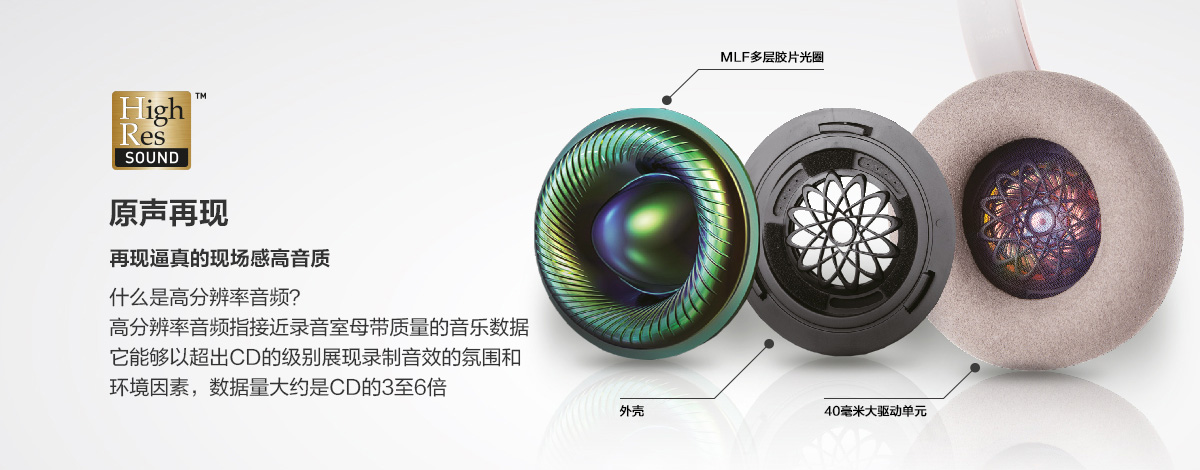 High
Res
SOUND
™
原声再现
再现逼真的现场感高音质
什么是高分辨率音频?
高分辨率音频指接近录音室母带质量的音乐数据
它能够以超出CD的级别展现录制音效的氛围和
环境因素，数据量大约是CD的3至6倍
MLF多层胶片光圈
外壳
40毫米大驱动单元